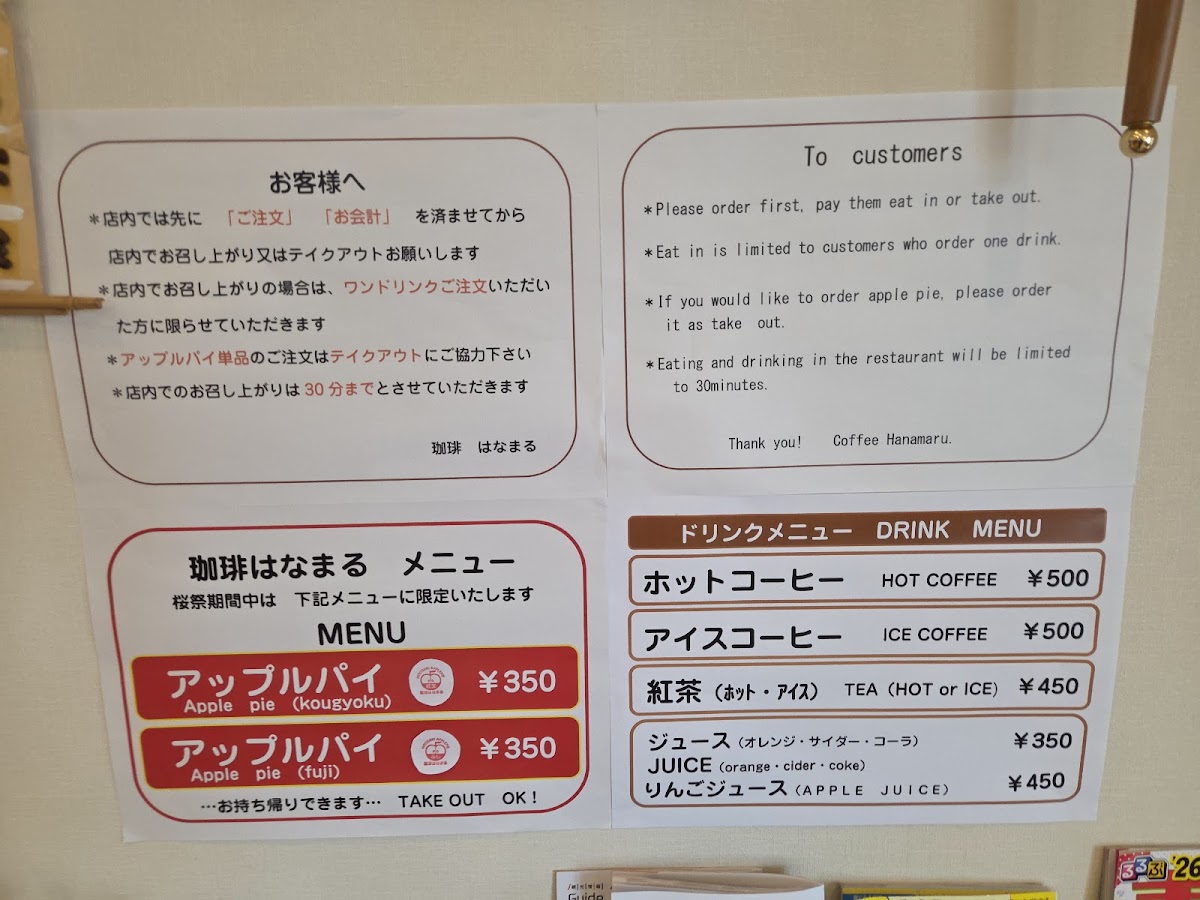 お客様へ
＊店内では先に 「ご注文」 「お会計」 を済ませてから
店内でお召し上がり又はテイクアウトお願いします
＊店内でお召し上がりの場合は、ワンドリンクご注文いただい
た方に限らせていただきます
＊アップルパイ単品のご注文はテイクアウトにご協力下さい
＊店内でのお召し上がりは30分までとさせていただきます
珈琲 はなまる
To customers
＊Please order first, pay them eat in or take out.
＊Eat in is limited to customers who order one drink.
＊If you would like to order apple pie, please order
it as take out.
＊Eating and drinking in the restaurant will be limited
to 30minutes.
Thank you! Coffee Hanamaru.
珈琲はなまる メニュー
桜祭期間中は 下記メニューに限定いたします
MENU
アップルパイ ￥350
Apple pie (kougyoku)
アップルパイ ￥350
Apple pie (fuji)
…お持ち帰りできます… TAKE OUT OK！
ドリンクメニュー DRINK MENU
ホットコーヒー HOT COFFEE ￥500
アイスコーヒー ICE COFFEE ￥500
紅茶（ホット・アイス） TEA（HOT or ICE） ￥450
ジュース（オレンジ・サイダー・コーラ） ￥350
JUICE（orange・cider・coke）
りんごジュース（APPLE JUICE） ￥450
Guide
るるぶ '26